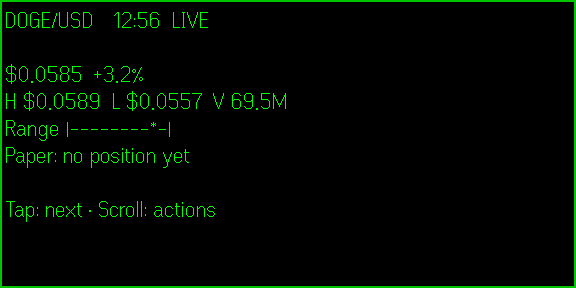 DOGE/USD 12:56 LIVE
$0.0585 +3.2%
H $0.0589 L $0.0557 V 69.5M
Range |--------*-|
Paper: no position yet
Tap: next · Scroll: actions